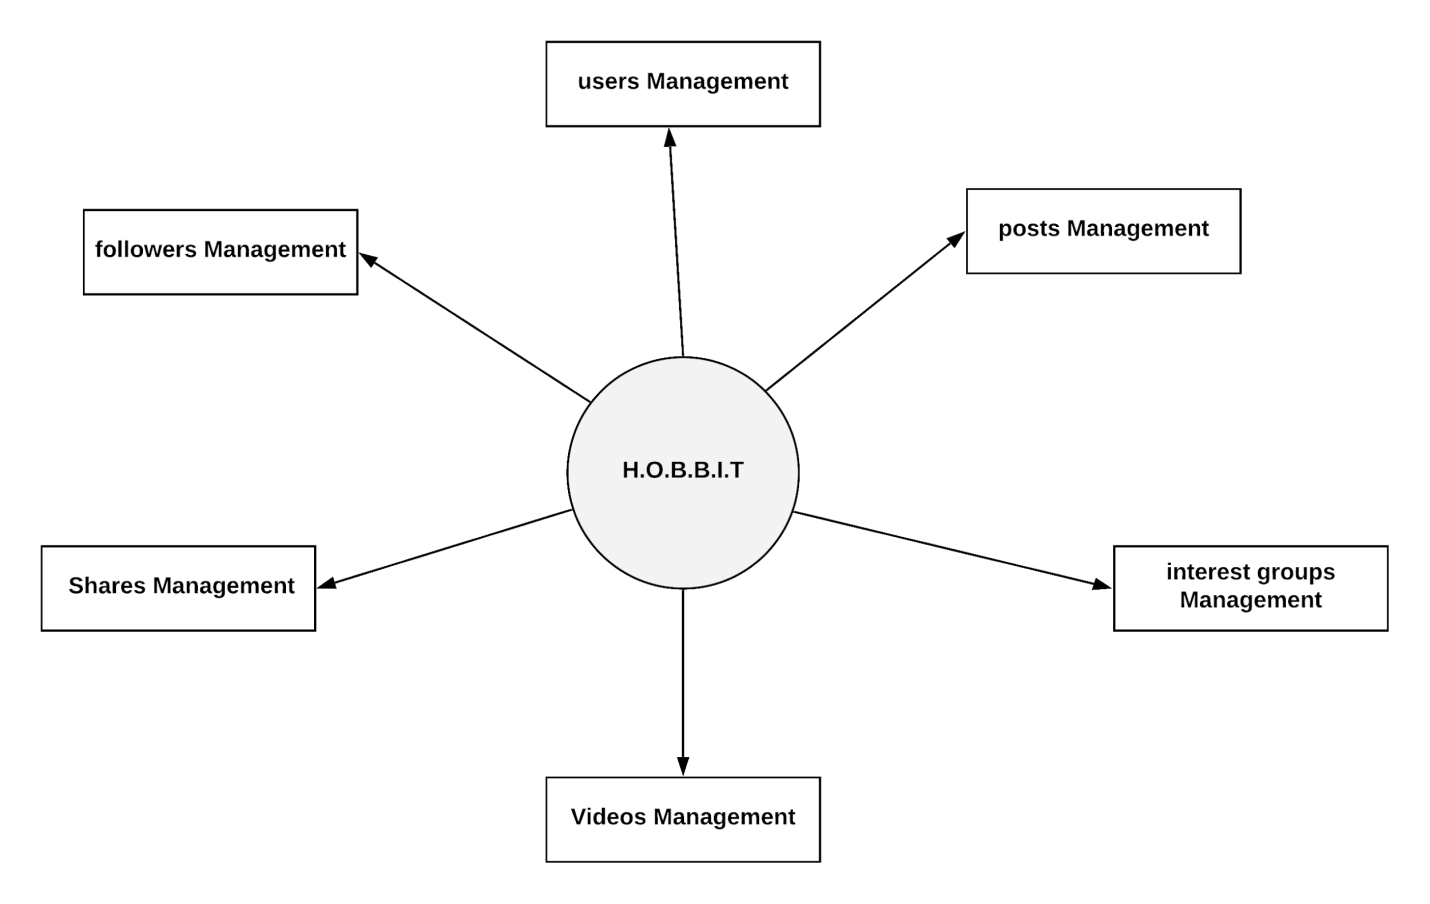 users Management
posts Management
followers Management
H.O.B.B.I.T
interest groups
Management
Shares Management
Videos Management